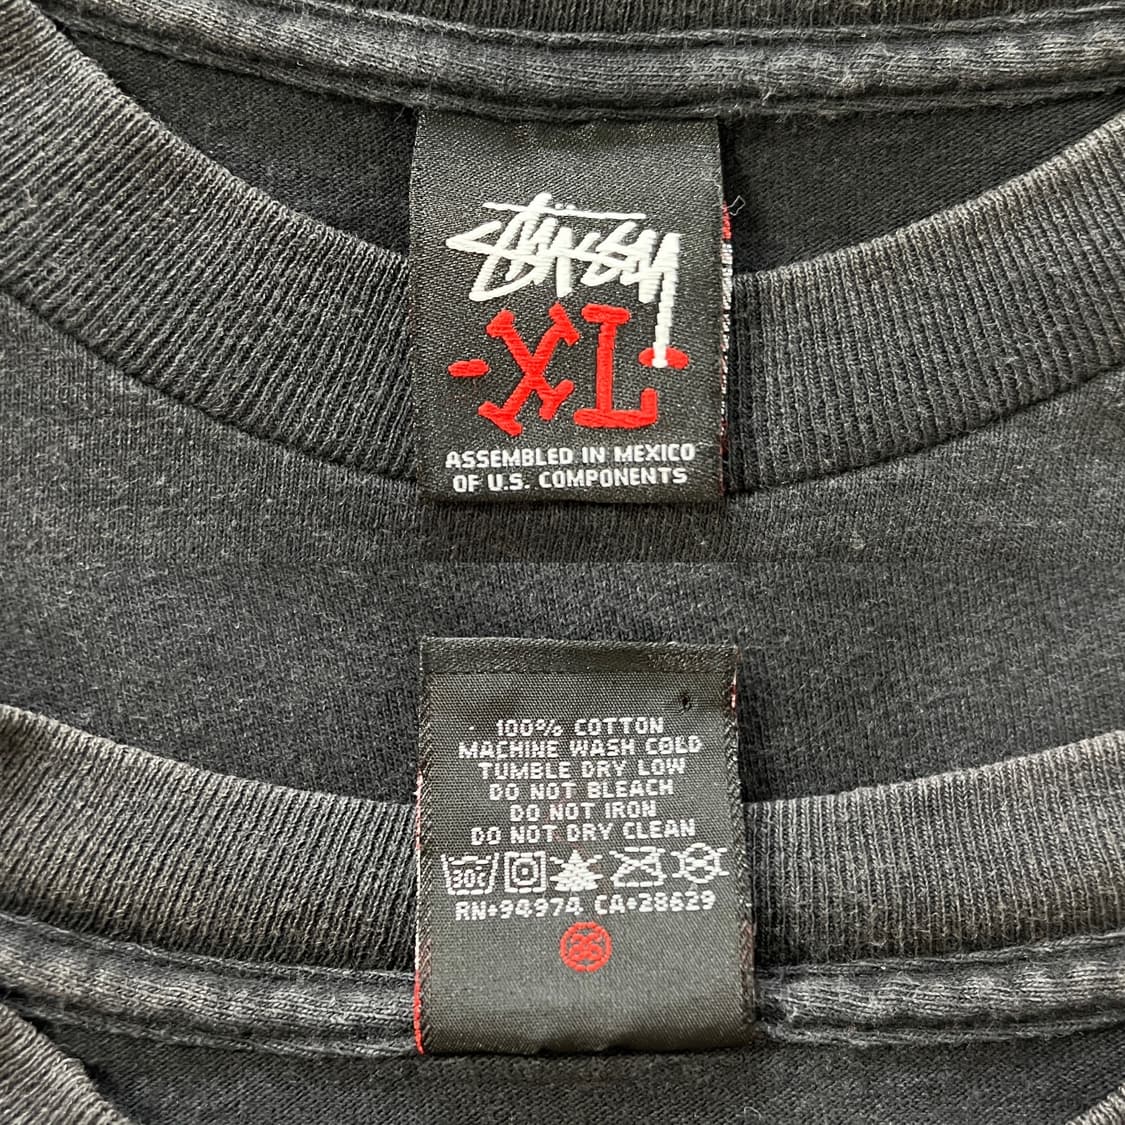 Stüssy
-XL-
ASSEMBLED IN MEXICO
OF U.S. COMPONENTS
100% COTTON
MACHINE WASH COLD
TUMBLE DRY LOW
DO NOT BLEACH
DO NOT IRON
DO NOT DRY CLEAN
30c
RN+94974 CA+28629